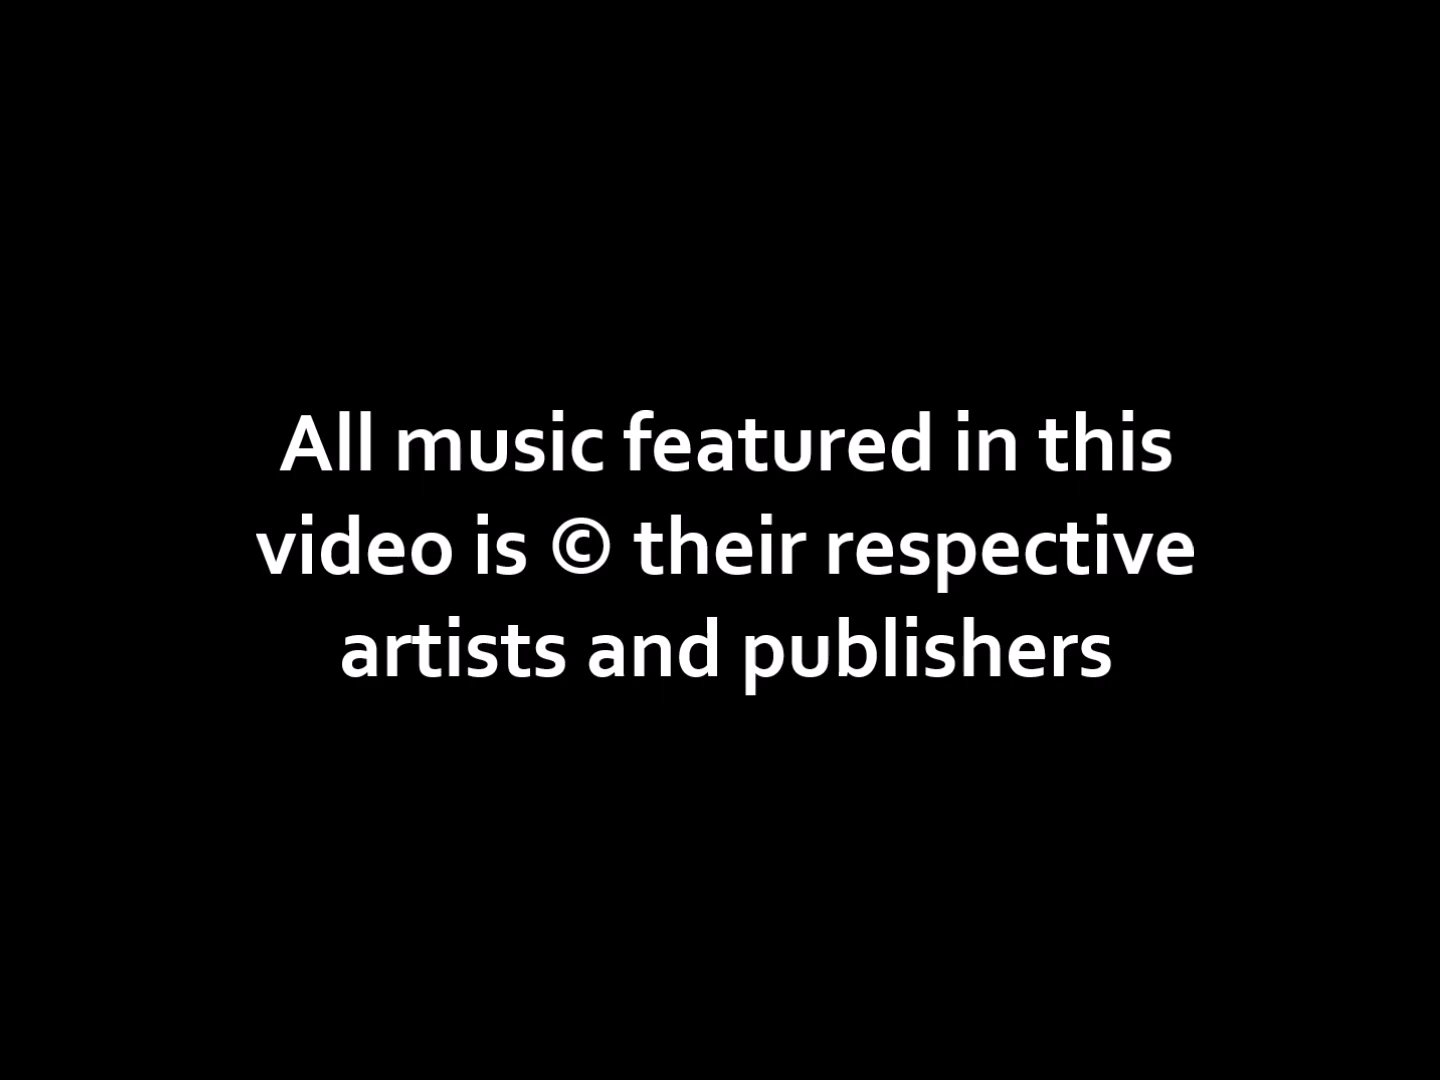 All music featured in this
video is © their respective
artists and publishers